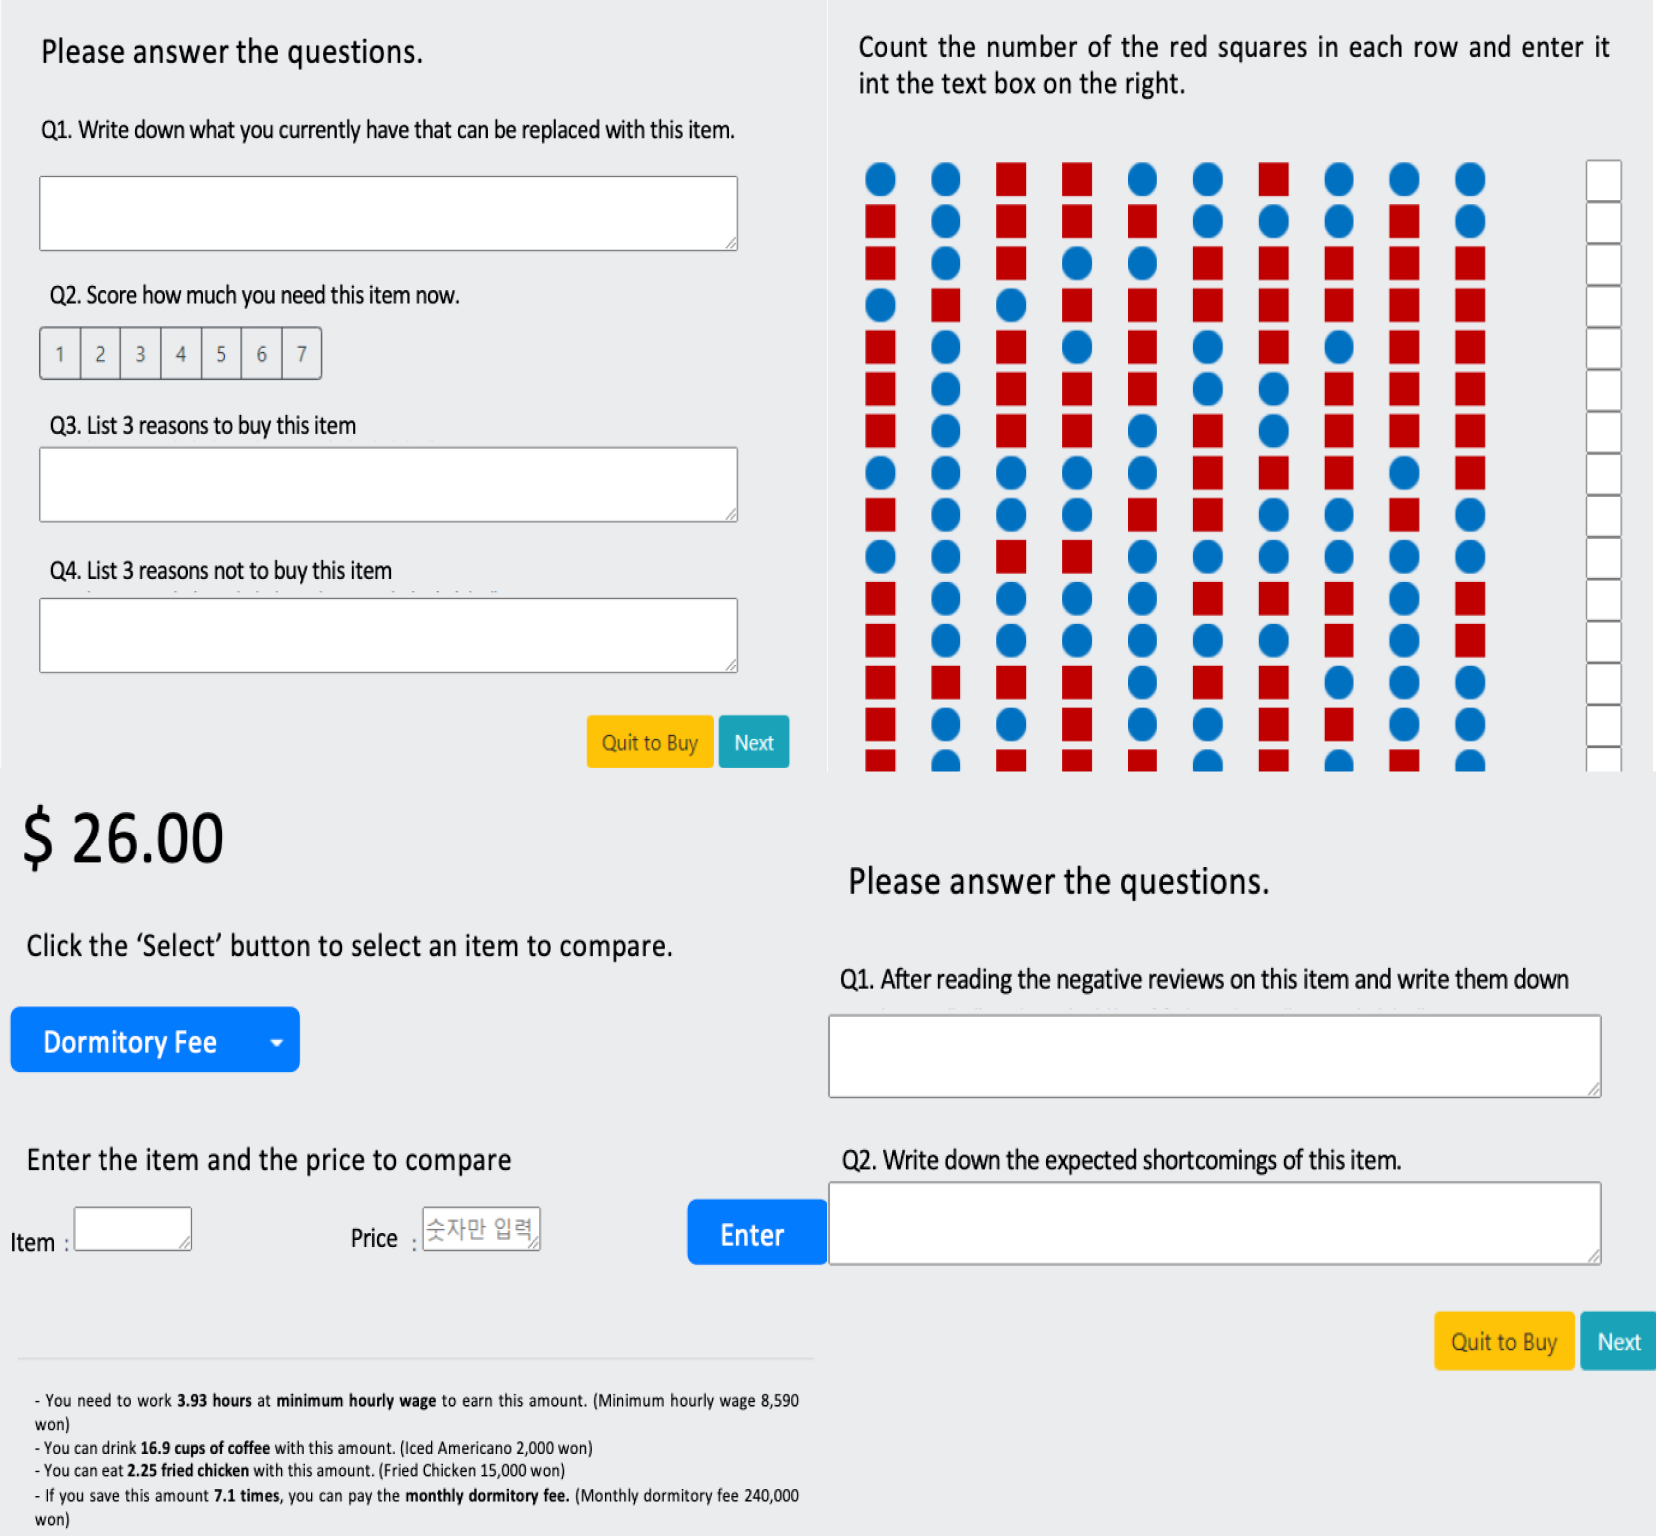 Please answer the questions.
Q1. Write down what you currently have that can be replaced with this item.
Q2. Score how much you need this item now.
1 2 3 4 5 6 7
Q3. List 3 reasons to buy this item
Q4. List 3 reasons not to buy this item
Quit to Buy Next
Count the number of the red squares in each row and enter it
int the text box on the right.
$ 26.00
Click the ‘Select’ button to select an item to compare.
Dormitory Fee
Enter the item and the price to compare
Item : Price : 숫자만 입력 Enter
- You need to work 3.93 hours at minimum hourly wage to earn this amount. (Minimum hourly wage 8,590
won)
- You can drink 16.9 cups of coffee with this amount. (Iced Americano 2,000 won)
- You can eat 2.25 fried chicken with this amount. (Fried Chicken 15,000 won)
- If you save this amount 7.1 times, you can pay the monthly dormitory fee. (Monthly dormitory fee 240,000
won)
Please answer the questions.
Q1. After reading the negative reviews on this item and write them down
Q2. Write down the expected shortcomings of this item.
Quit to Buy Next